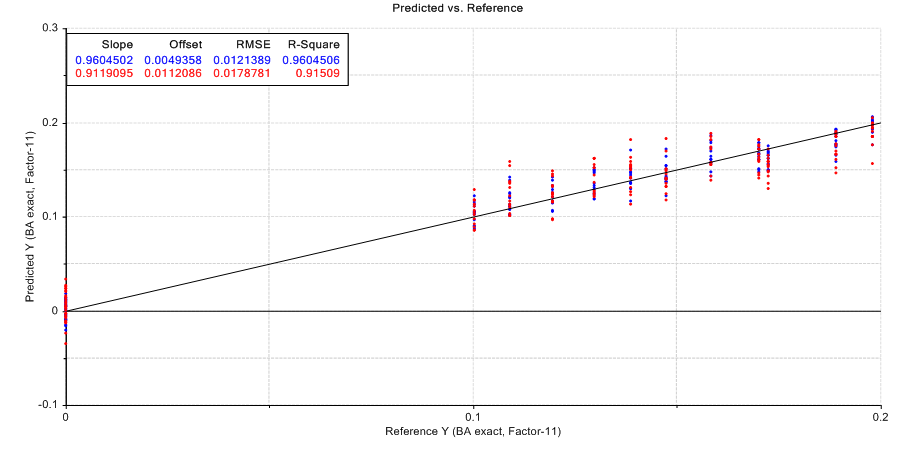 Predicted vs. Reference
0.3
Slope Offset RMSE R-Square
0.9604502 0.0049358 0.0121389 0.9604506
0.9119095 0.0112086 0.0178781 0.91509
0.2
Predicted Y (BA exact, Factor-11)
0.1
0
-0.1
0 0.1 0.2
Reference Y (BA exact, Factor-11)